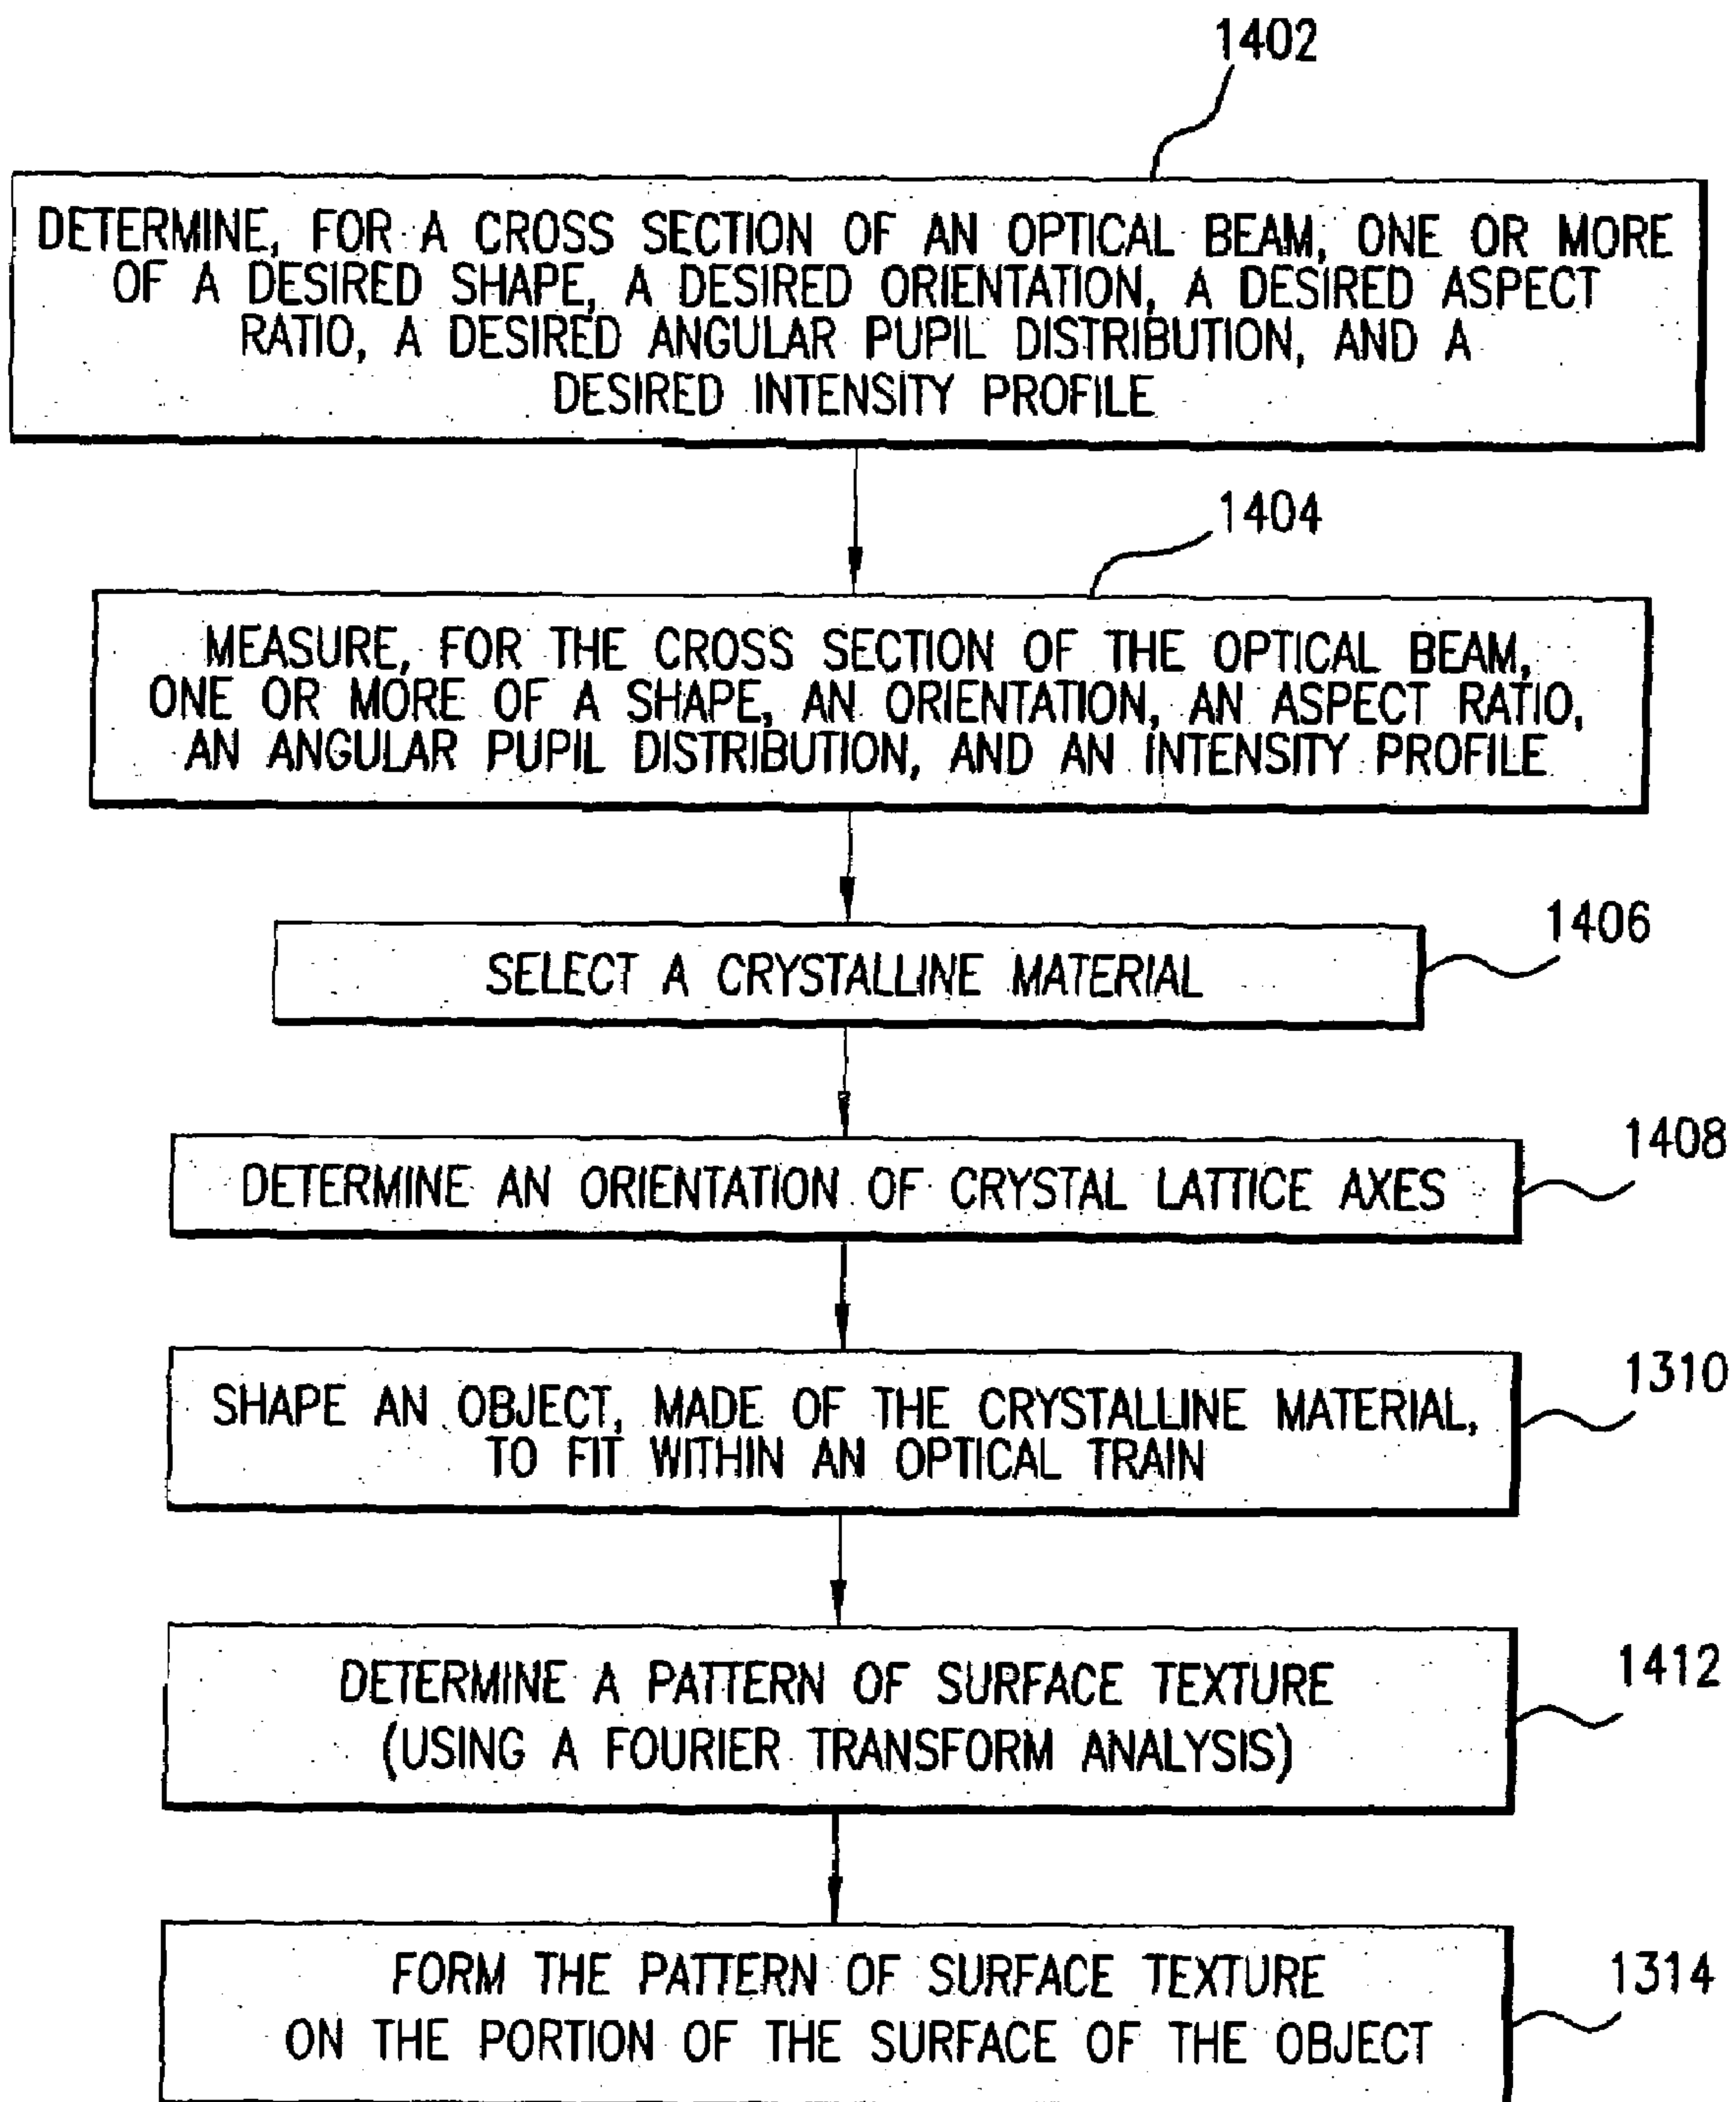 1402
DETERMINE, FOR A CROSS SECTION OF AN OPTICAL BEAM, ONE OR MORE
OF A DESIRED SHAPE, A DESIRED ORIENTATION, A DESIRED ASPECT
RATIO, A DESIRED ANGULAR PUPIL DISTRIBUTION, AND A
DESIRED INTENSITY PROFILE
1404
MEASURE, FOR THE CROSS SECTION OF THE OPTICAL BEAM,
ONE OR MORE OF A SHAPE, AN ORIENTATION, AN ASPECT RATIO,
AN ANGULAR PUPIL DISTRIBUTION, AND AN INTENSITY PROFILE
1406
SELECT A CRYSTALLINE MATERIAL
1408
DETERMINE AN ORIENTATION OF CRYSTAL LATTICE AXES
1310
SHAPE AN OBJECT, MADE OF THE CRYSTALLINE MATERIAL,
TO FIT WITHIN AN OPTICAL TRAIN
1412
DETERMINE A PATTERN OF SURFACE TEXTURE
(USING A FOURIER TRANSFORM ANALYSIS)
1314
FORM THE PATTERN OF SURFACE TEXTURE
ON THE PORTION OF THE SURFACE OF THE OBJECT